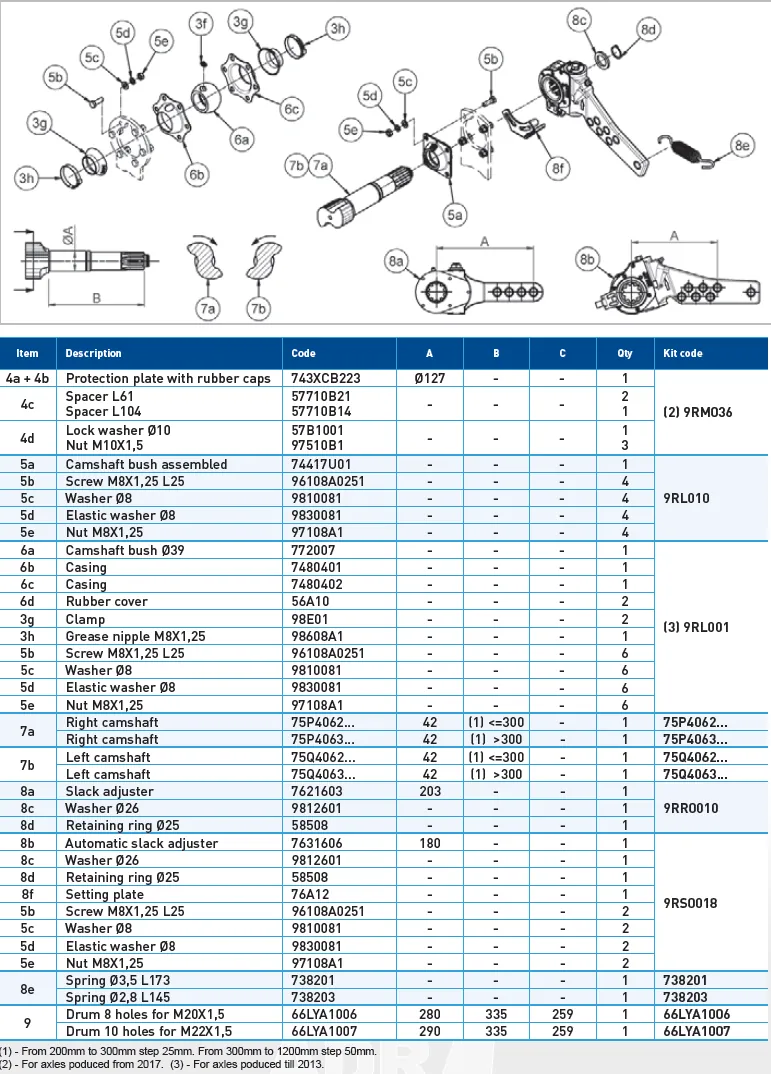 3f
3g
3h
8c
8d
5d
5e
5c
5b
5b
5c
5d
5e
6c
6a
3g
6b
3h
7b 7a
5a
8f
8e
ØA
B
7a
7b
8a
A
8b
A
Item Description Code A B C Qty Kit code
4a + 4b Protection plate with rubber caps 743XCB223 Ø127 - - 1
4c Spacer L61 57710B21 - - - 2
Spacer L104 57710B14 1
(2) 9RM036
4d Lock washer Ø10 57B1001 - - - 1
Nut M10X1,5 97510B1 3
5a Camshaft bush assembled 74417U01 - - - 1
5b Screw M8X1,25 L25 96108A0251 - - - 4
5c Washer Ø8 9810081 - - - 4 9RL010
5d Elastic washer Ø8 9830081 - - - 4
5e Nut M8X1,25 97108A1 - - - 4
6a Camshaft bush Ø39 772007 - - - 1
6b Casing 7480401 - - - 1
6c Casing 7480402 - - - 1
6d Rubber cover 56A10 - - - 2
3g Clamp 98E01 - - - 2
(3) 9RL001
3h Grease nipple M8X1,25 98608A1 - - - 1
5b Screw M8X1,25 L25 96108A0251 - - - 6
5c Washer Ø8 9810081 - - - 6
5d Elastic washer Ø8 9830081 - - - 6
5e Nut M8X1,25 97108A1 - - - 6
7a Right camshaft 75P4062... 42 (1) <=300 - 1 75P4062...
Right camshaft 75P4063... 42 (1) >300 - 1 75P4063...
7b Left camshaft 75Q4062... 42 (1) <=300 - 1 75Q4062...
Left camshaft 75Q4063... 42 (1) >300 - 1 75Q4063...
8a Slack adjuster 7621603 203 - - 1
8c Washer Ø26 9812601 - - - 1 9RR0010
8d Retaining ring Ø25 58508 - - - 1
8b Automatic slack adjuster 7631606 180 - - 1
8c Washer Ø26 9812601 - - - 1
8d Retaining ring Ø25 58508 - - - 1
8f Setting plate 76A12 - - - 1
9RS0018
5b Screw M8X1,25 L25 96108A0251 - - - 2
5c Washer Ø8 9810081 - - - 2
5d Elastic washer Ø8 9830081 - - - 2
5e Nut M8X1,25 97108A1 - - - 2
8e Spring Ø3,5 L173 738201 - - - 1 738201
Spring Ø2,8 L145 738203 - - - 1 738203
9 Drum 8 holes for M20X1,5 66LYA1006 280 335 259 1 66LYA1006
Drum 10 holes for M22X1,5 66LYA1007 290 335 259 1 66LYA1007
(1) - From 200mm to 300mm step 25mm. From 300mm to 1200mm step 50mm.
(2) - For axles poduced from 2017. (3) - For axles poduced till 2013.